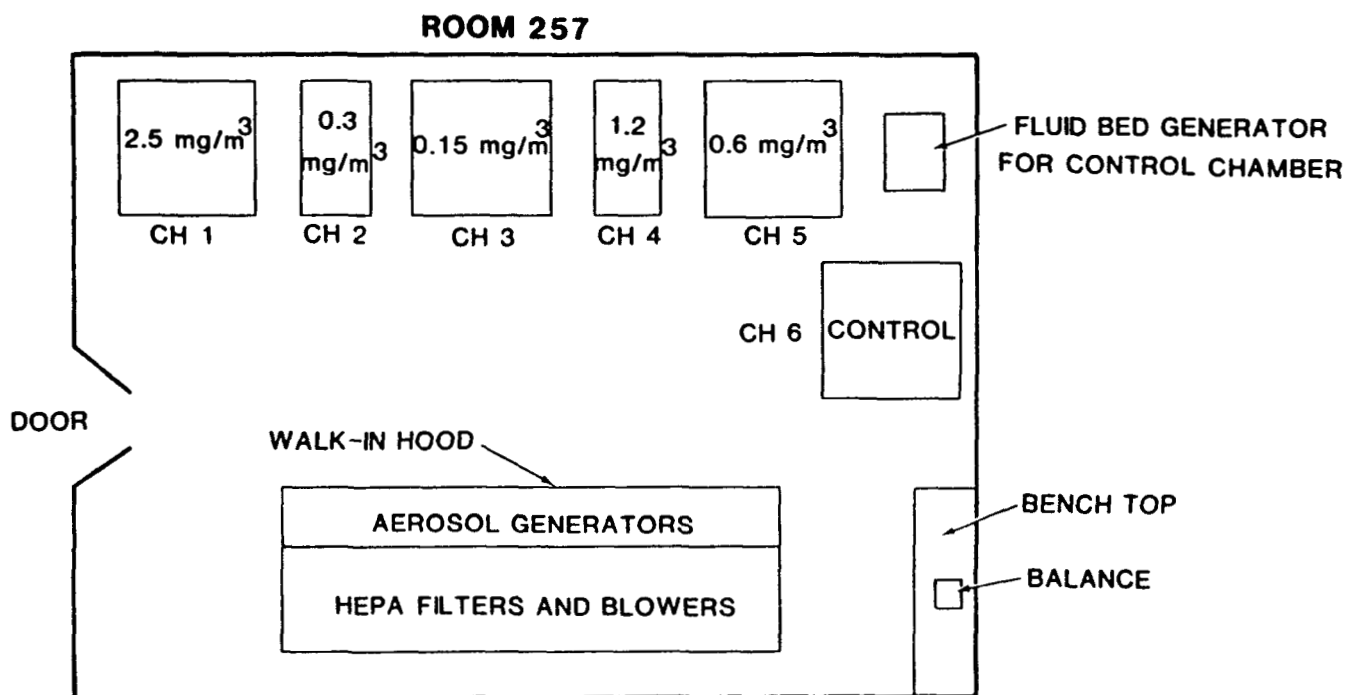 ROOM 257
2.5 mg/m³
0.3
mg/m³
0.15 mg/m³
1.2
mg/m³
0.6 mg/m³
FLUID BED GENERATOR
FOR CONTROL CHAMBER
CH 1
CH 2
CH 3
CH 4
CH 5
CH 6
CONTROL
DOOR
WALK-IN HOOD
AEROSOL GENERATORS
HEPA FILTERS AND BLOWERS
BENCH TOP
BALANCE